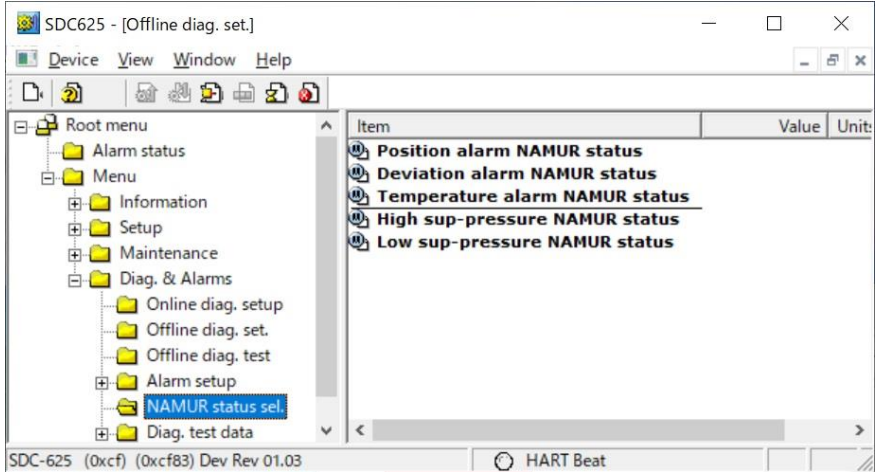 SDC625 - [Offline diag. set.]
Device View Window Help
Root menu
Alarm status
Menu
Information
Setup
Maintenance
Diag. & Alarms
Online diag. setup
Offline diag. set.
Offline diag. test
Alarm setup
NAMUR status sel.
Diag. test data
Item Value Units
Position alarm NAMUR status
Deviation alarm NAMUR status
Temperature alarm NAMUR status
High sup-pressure NAMUR status
Low sup-pressure NAMUR status
SDC-625 (0xcf) (0xcf83) Dev Rev 01.03 HART Beat